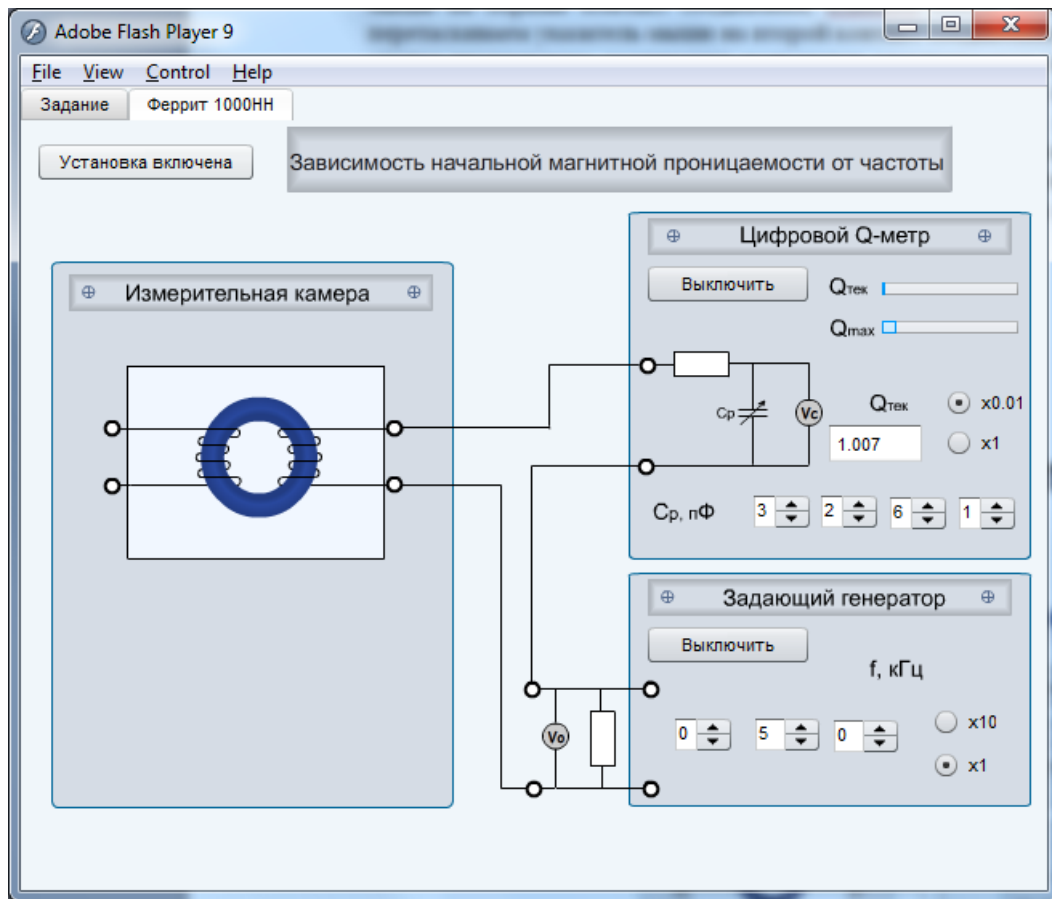 Adobe Flash Player 9
File View Control Help
Задание Феррит 1000НН
Установка включена
Зависимость начальной магнитной проницаемости от частоты
Цифровой Q-метр
Выключить
Qтек
Qmax
Измерительная камера
Cp
Vc
Qтек
x0.01
1.007
x1
Ср, пФ 3 2 6 1
Задающий генератор
Выключить
f, кГц
Vo
0 5 0
x10
x1